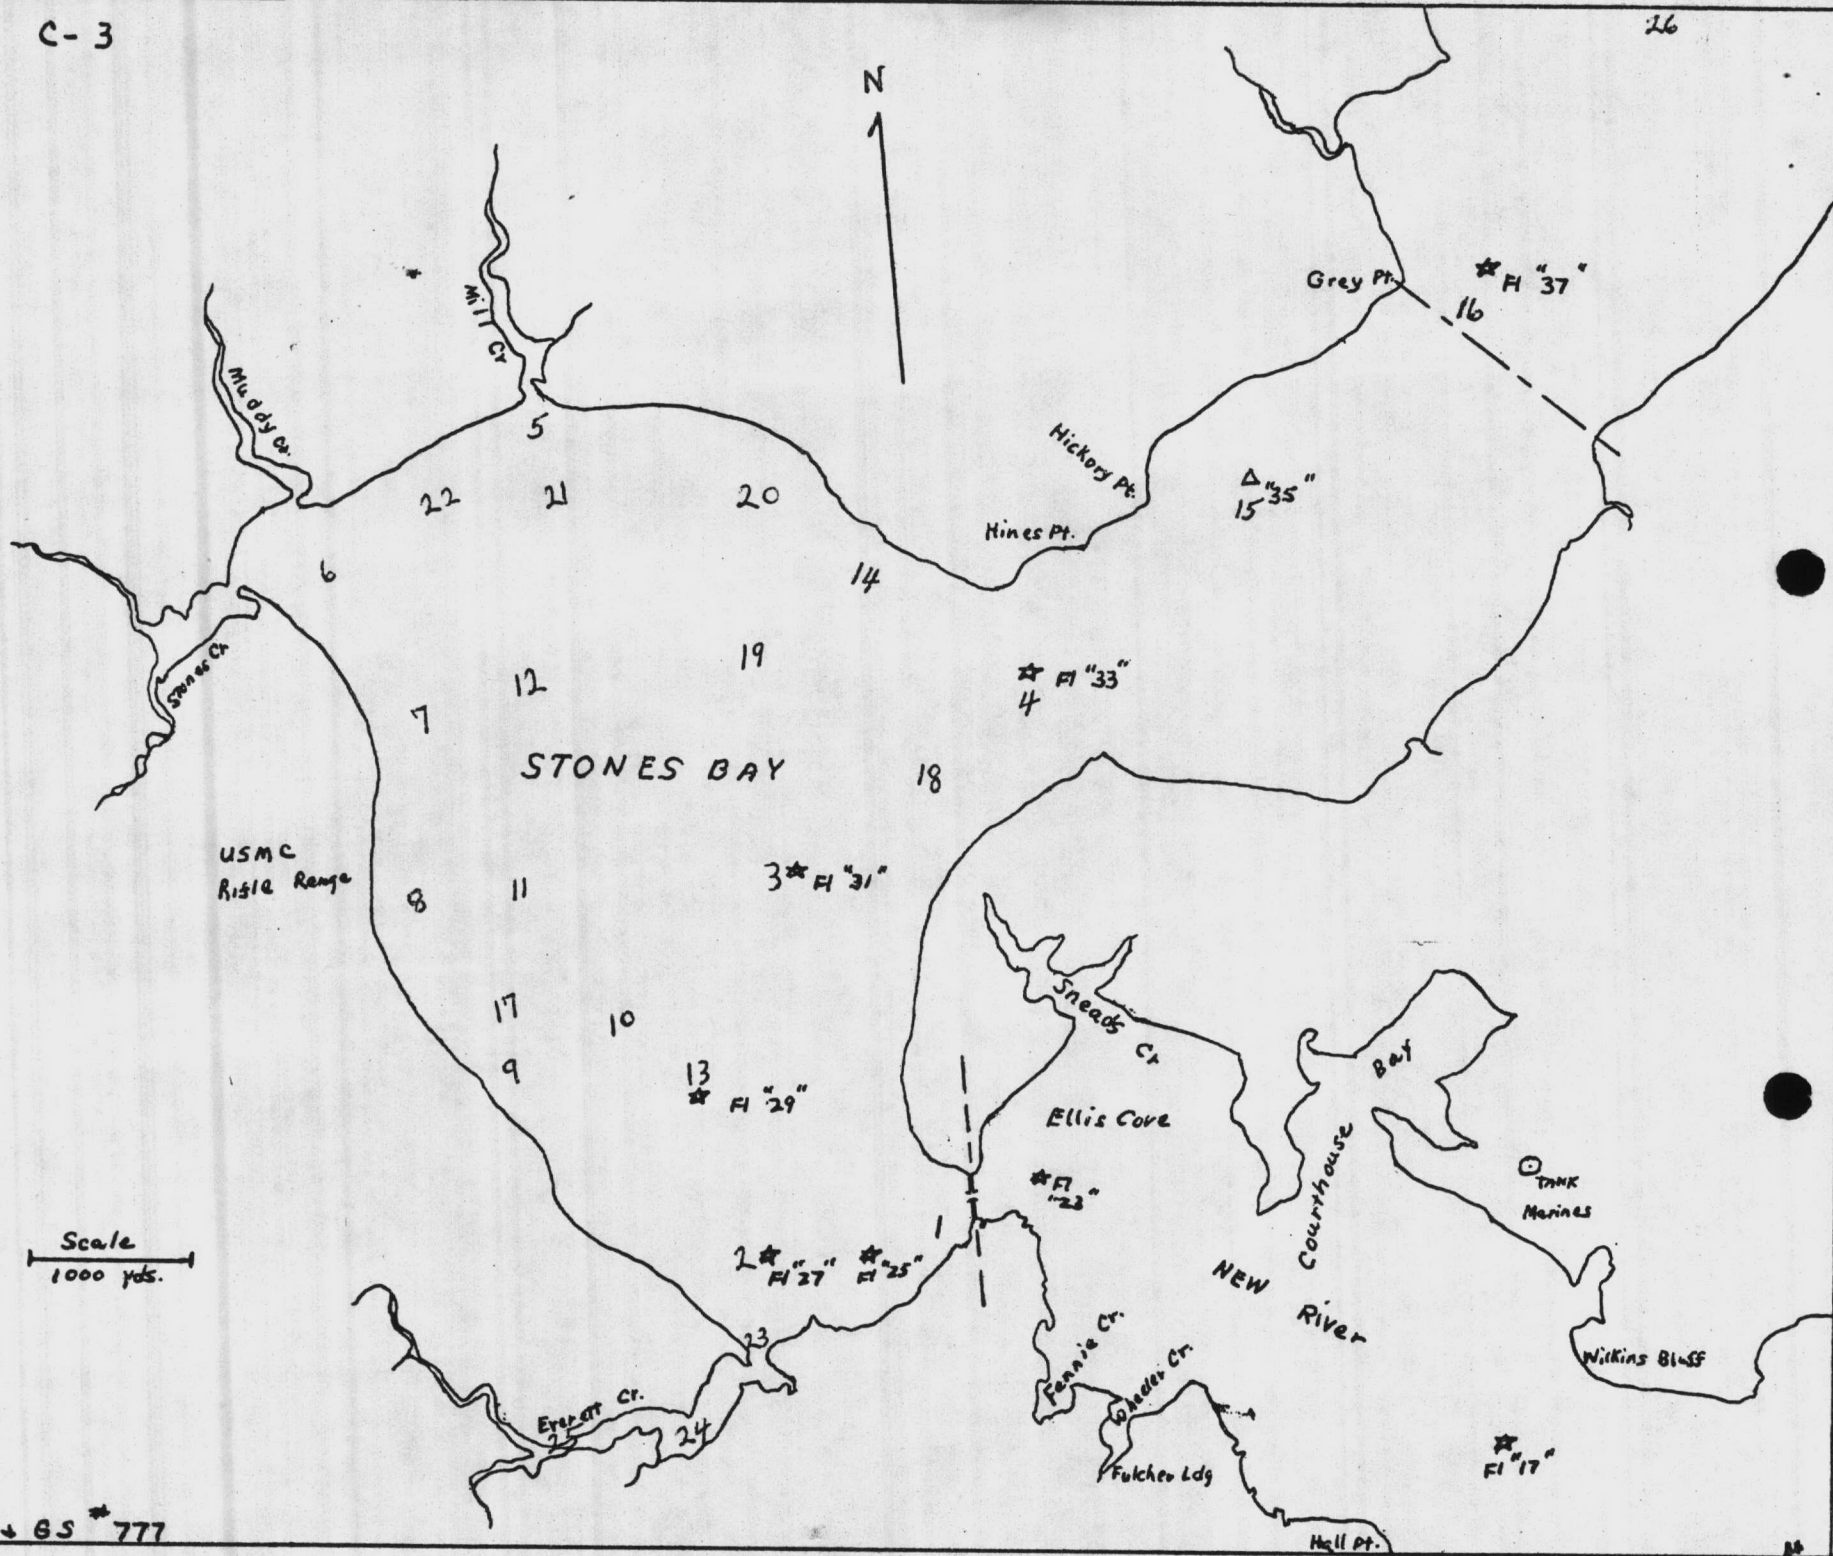 C- 3
26
N
Grey Pt.
Fl "37"
16
Mill Cr
Muddy Cr.
5
Hickory Pt.
"35"
15
22
21
20
Hines Pt.
6
14
Stones Cr
12
19
Fl "33"
4
7
STONES BAY
18
USMC
Rifle Range
3
Fl "31"
8
11
17
10
Sneads Cr
Bay
9
13
Fl "29"
Ellis Cove
Courthouse
Fl
"23"
TANK
Marines
1
Scale
1000 yds.
2
Fl "27"
Fl "25"
NEW River
23
Fennie Cr.
Wheeler Cr.
Wilkins Bluff
Everett Cr.
24
Fulcher Ldg
Fl "17"
GS # 777
Hall Pt.